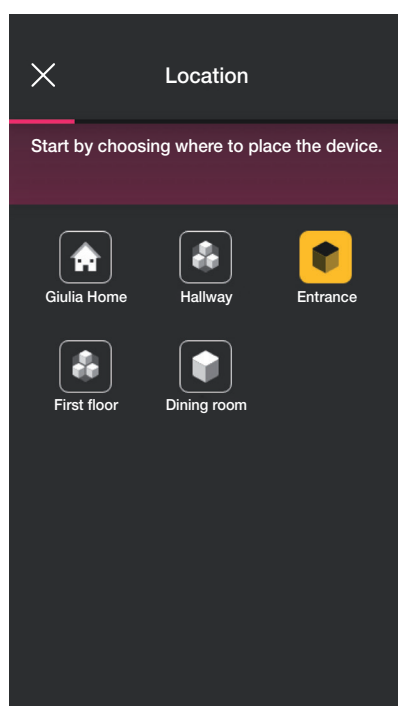 Location
Start by choosing where to place the device.
Giulia Home
Hallway
Entrance
First floor
Dining room